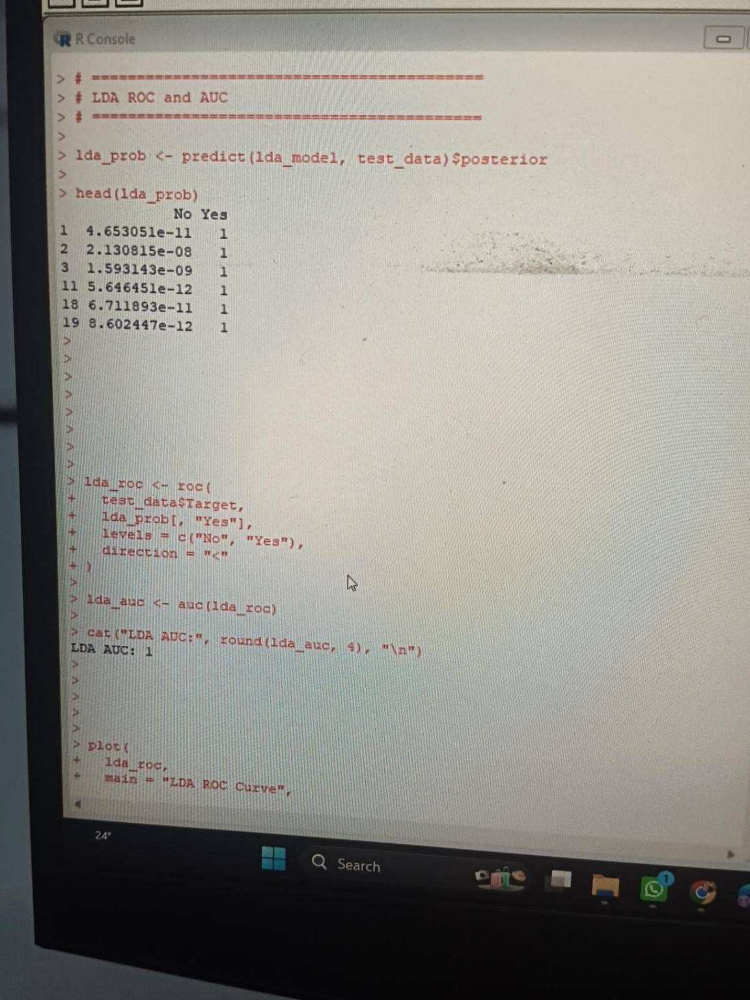 R Console
> # ============================================
> # LDA ROC and AUC
> # ============================================
>
> lda_prob <- predict(lda_model, test_data)$posterior
>
> head(lda_prob)
No Yes
1 4.653051e-11 1
2 2.130815e-08 1
3 1.593143e-09 1
11 5.646451e-12 1
18 6.711893e-11 1
19 8.602447e-12 1
>
>
>
>
>
>
>
>
> lda_roc <- roc(
+ test_data$Target,
+ lda_prob[, "Yes"],
+ levels = c("No", "Yes"),
+ direction = "<"
+ )
>
> lda_auc <- auc(lda_roc)
>
> cat("LDA AUC:", round(lda_auc, 4), "\n")
LDA AUC: 1
>
>
>
>
>
> plot(
+ lda_roc,
+ main = "LDA ROC Curve",
24°
Search
1